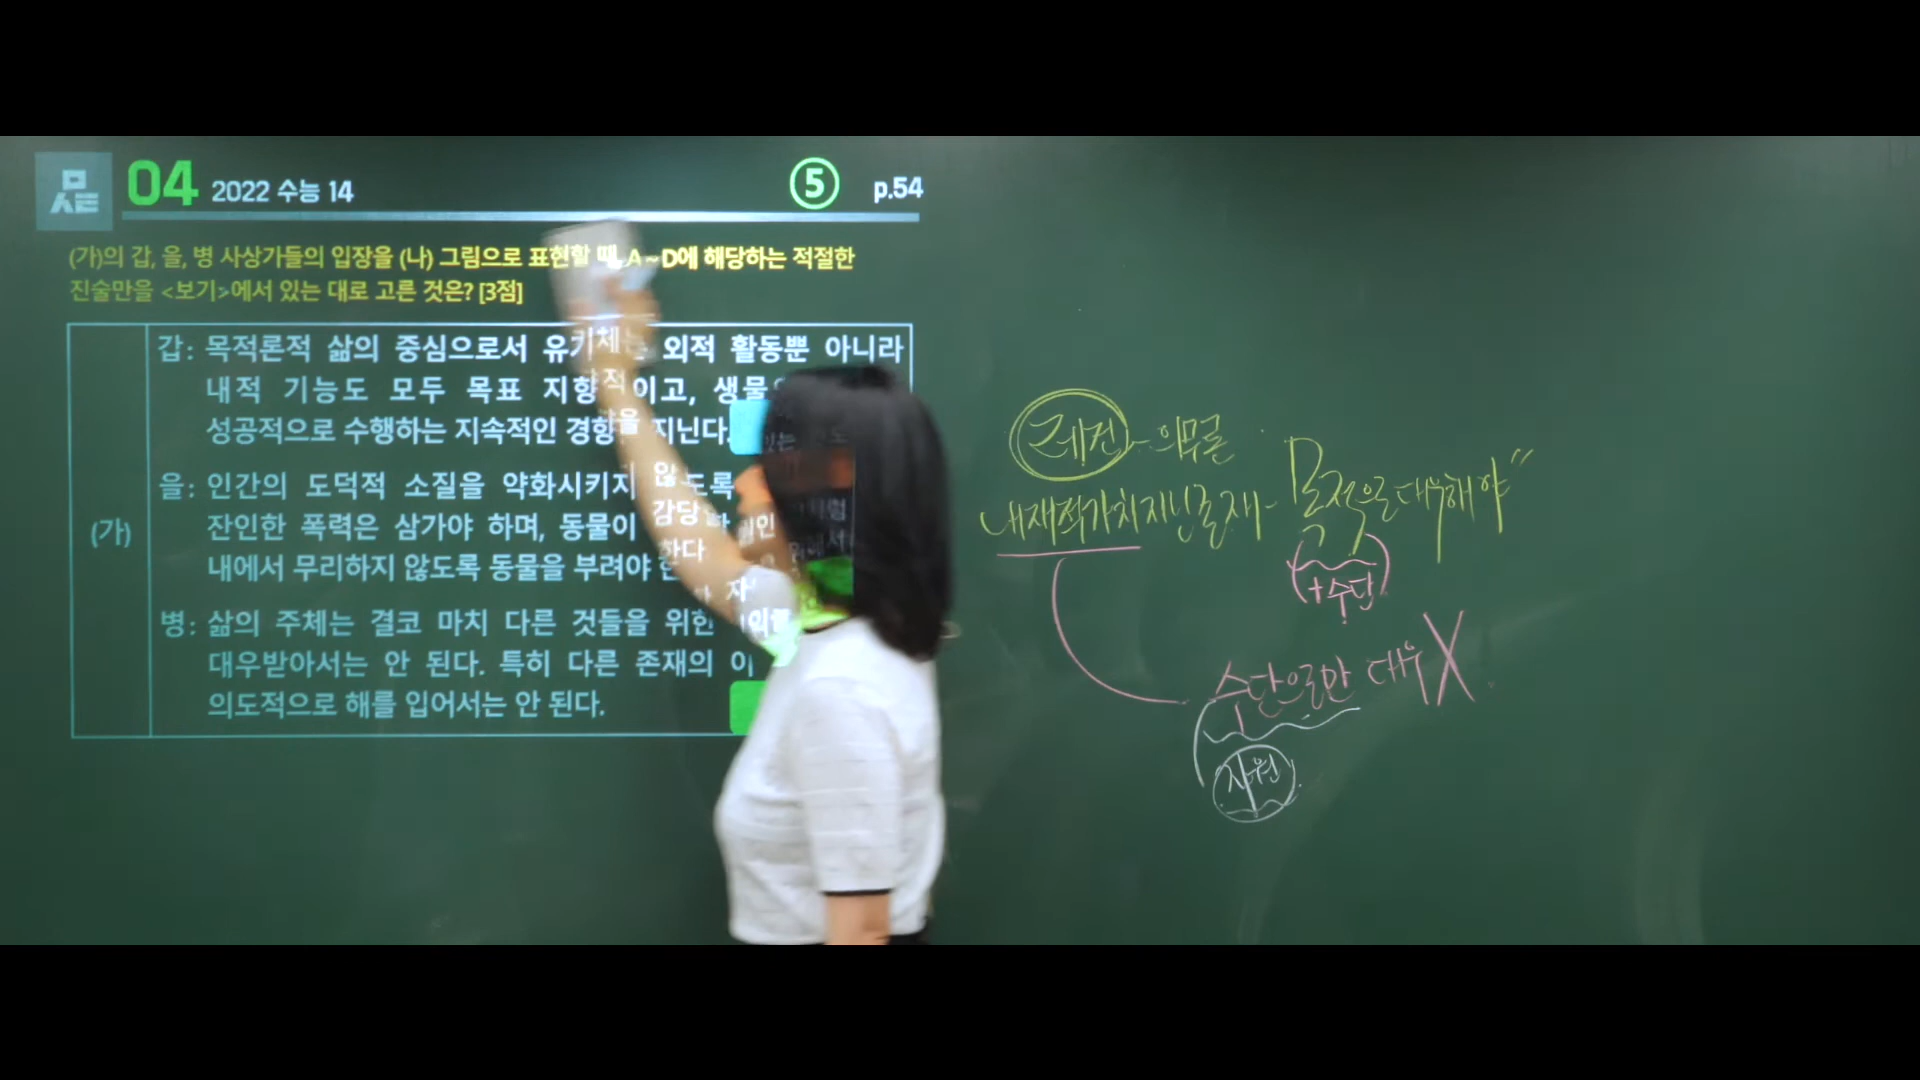 04 2022 수능 14 ⑤ p.54
(가)의 갑, 을, 병 사상가들의 입장을 (나) 그림으로 표현할 때, A~D에 해당하는 적절한
진술만을 <보기>에서 있는 대로 고른 것은? [3점]
(가)
갑: 목적론적 삶의 중심으로서 유기체는 외적 활동뿐 아니라
내적 기능도 모두 목표 지향적이고,
성공적으로 수행하는 지속적인 경향을 지닌다.
을: 인간의 도덕적 소질을 약화시키지 않도록
잔인한 폭력은 삼가야 하며, 동물이 감당할
내에서 무리하지 않도록 동물을 부려야 한다
병: 삶의 주체는 결코 마치 다른 것들을 위한
대우받아서는 안 된다. 특히 다른 존재의
의도적으로 해를 입어서는 안 된다.
레건 - 의무론
내재적가치지닌존재 - 목적으로 대우해야"
(+수단)
수단으로만 대우 X
자원